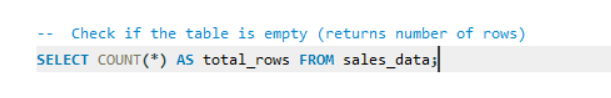 -- Check if the table is empty (returns number of rows)
SELECT COUNT(*) AS total_rows FROM sales_data;